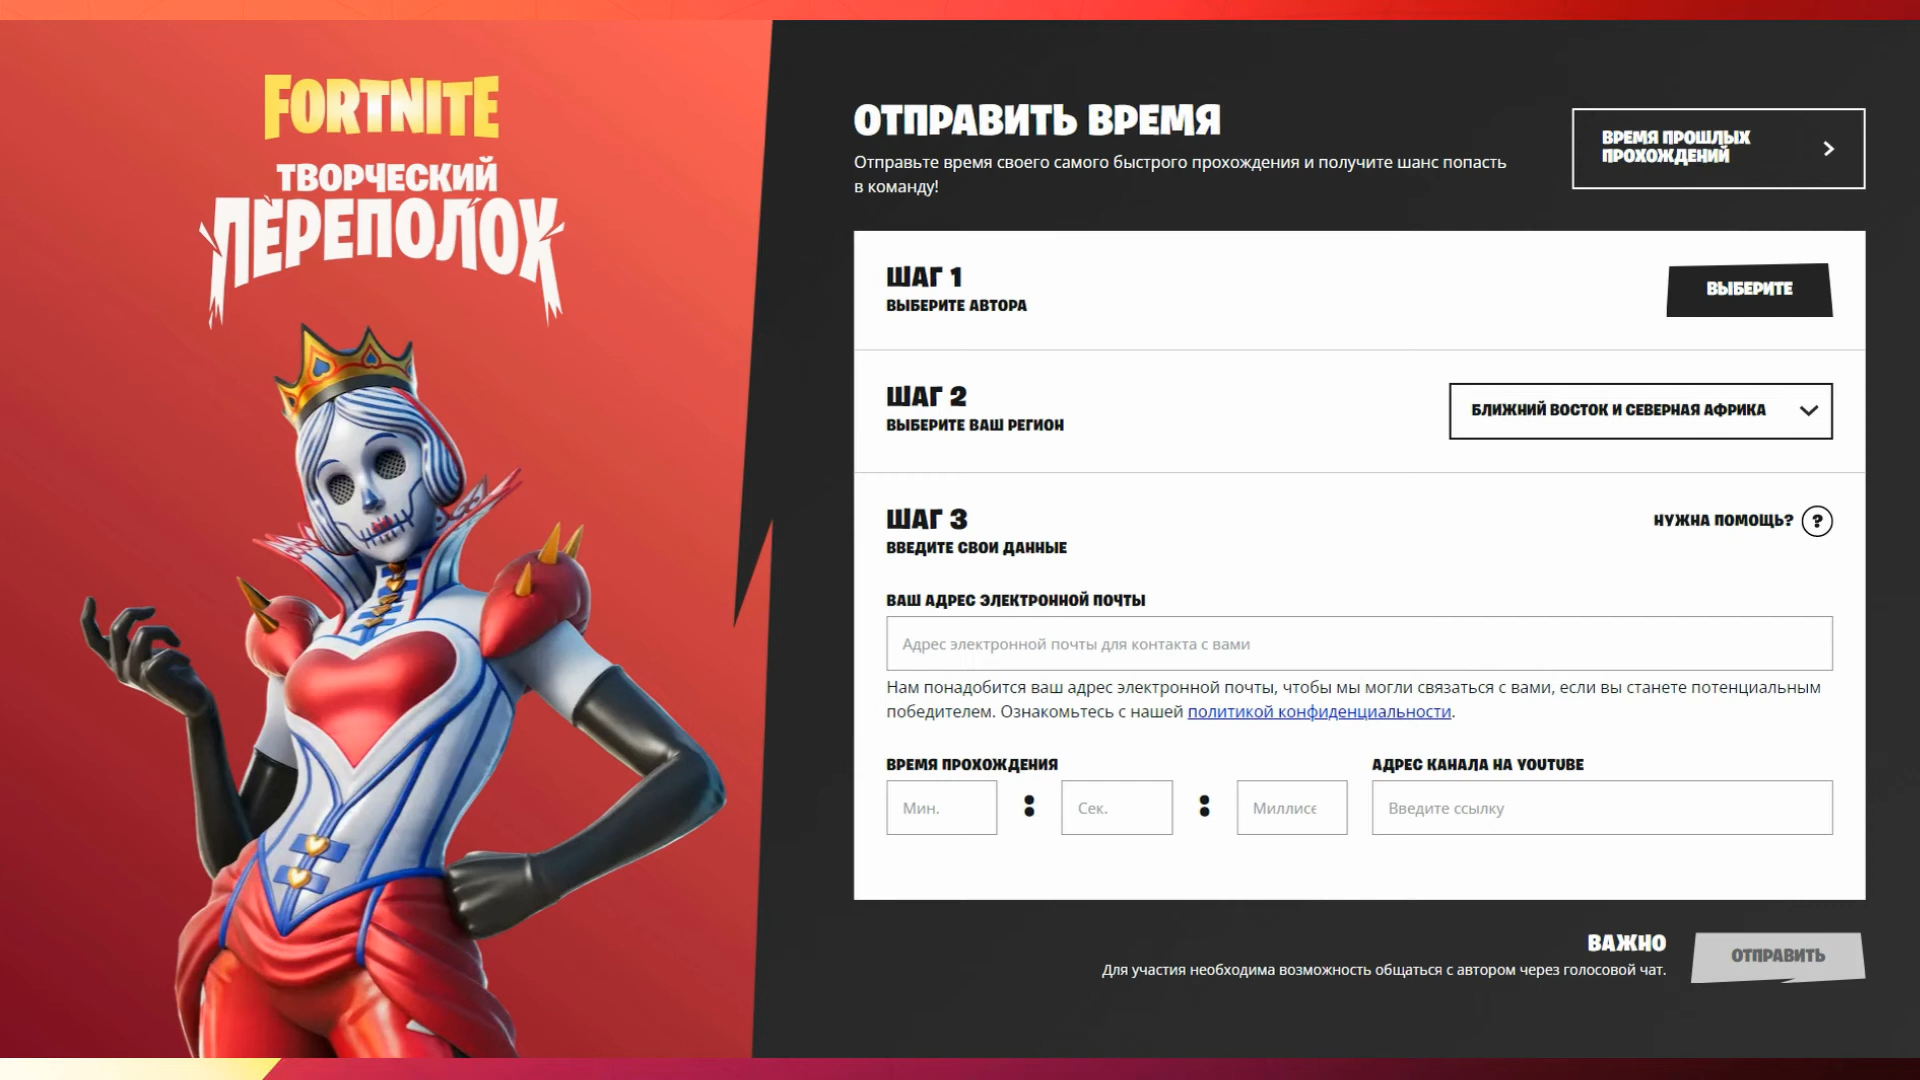 FORTNITE
ТВОРЧЕСКИЙ
ПЕРЕПОЛОХ
ОТПРАВИТЬ ВРЕМЯ
Отправьте время своего самого быстрого прохождения и получите шанс попасть
в команду!
ВРЕМЯ ПРОШЛЫХ
ПРОХОЖДЕНИЙ
ШАГ 1
ВЫБЕРИТЕ АВТОРА
ВЫБЕРИТЕ
ШАГ 2
ВЫБЕРИТЕ ВАШ РЕГИОН
БЛИЖНИЙ ВОСТОК И СЕВЕРНАЯ АФРИКА
ШАГ 3
ВВЕДИТЕ СВОИ ДАННЫЕ
НУЖНА ПОМОЩЬ? ?
ВАШ АДРЕС ЭЛЕКТРОННОЙ ПОЧТЫ
Адрес электронной почты для контакта с вами
Нам понадобится ваш адрес электронной почты, чтобы мы могли связаться с вами, если вы станете потенциальным
победителем. Ознакомьтесь с нашей политикой конфиденциальности.
ВРЕМЯ ПРОХОЖДЕНИЯ
Мин. : Сек. : Миллисе
АДРЕС КАНАЛА НА YOUTUBE
Введите ссылку
ВАЖНО
Для участия необходима возможность общаться с автором через голосовой чат.
ОТПРАВИТЬ